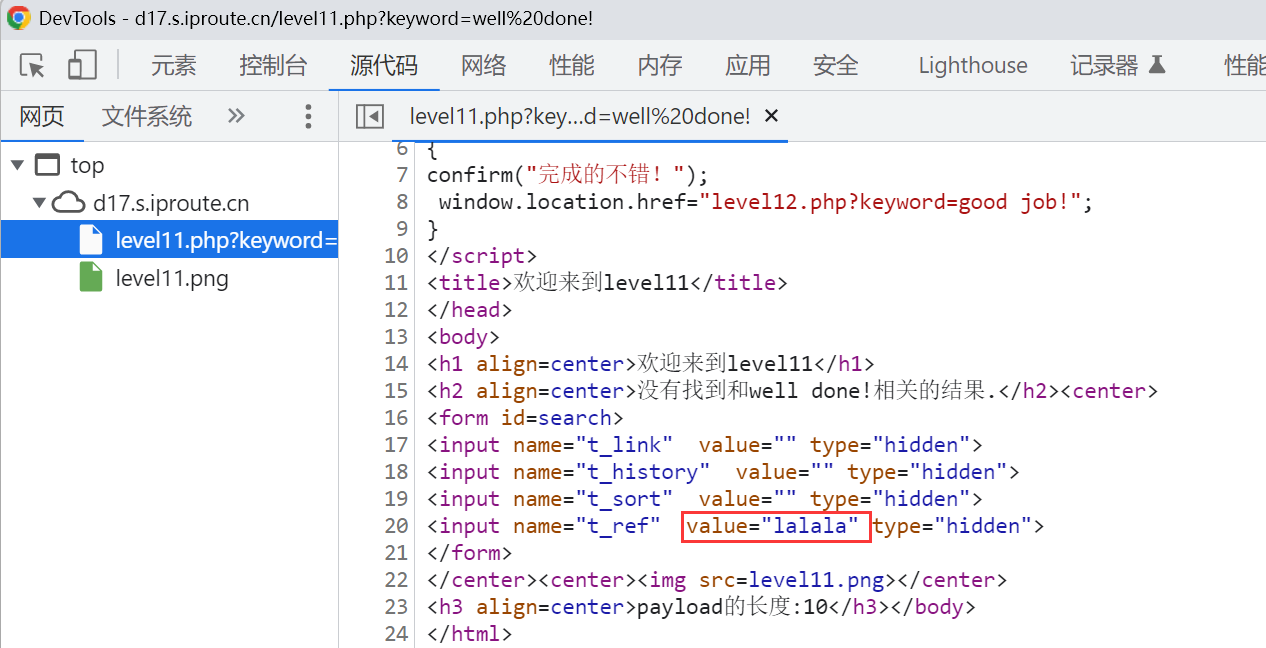 DevTools - d17.s.iproute.cn/level11.php?keyword=well%20done!
元素 控制台 源代码 网络 性能 内存 应用 安全 Lighthouse 记录器 性能
网页 文件系统 » level11.php?key...d=well%20done! ×
top
d17.s.iproute.cn
level11.php?keyword=
level11.png
6 {
7 confirm("完成的不错！");
8 window.location.href="level12.php?keyword=good job!";
9 }
10 </script>
11 <title>欢迎来到level11</title>
12 </head>
13 <body>
14 <h1 align=center>欢迎来到level11</h1>
15 <h2 align=center>没有找到和well done!相关的结果.</h2><center>
16 <form id=search>
17 <input name="t_link"  value="" type="hidden">
18 <input name="t_history"  value="" type="hidden">
19 <input name="t_sort"  value="" type="hidden">
20 <input name="t_ref"  value="lalala" type="hidden">
21 </form>
22 </center><center><img src=level11.png></center>
23 <h3 align=center>payload的长度:10</h3></body>
24 </html>